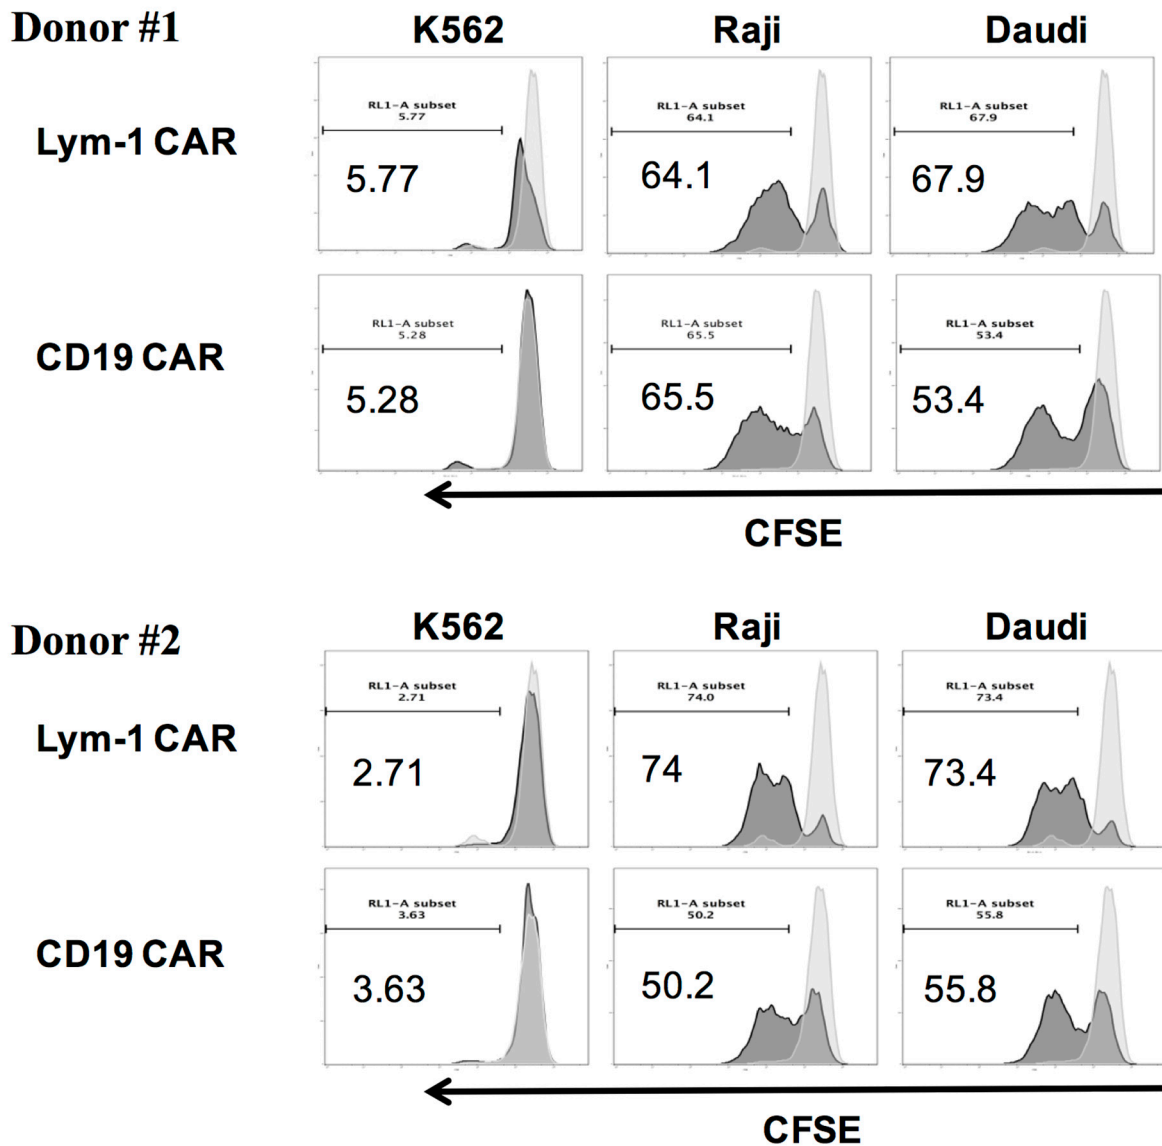 Donor #1
K562 Raji Daudi
Lym-1 CAR
RL1-A subset
5.77
5.77
RL1-A subset
64.1
64.1
RL1-A subset
67.9
67.9
CD19 CAR
RL1-A subset
5.28
5.28
RL1-A subset
65.5
65.5
RL1-A subset
53.4
53.4
CFSE
Donor #2
K562 Raji Daudi
Lym-1 CAR
RL1-A subset
2.71
2.71
RL1-A subset
74.0
74
RL1-A subset
73.4
73.4
CD19 CAR
RL1-A subset
3.63
3.63
RL1-A subset
50.2
50.2
RL1-A subset
55.8
55.8
CFSE